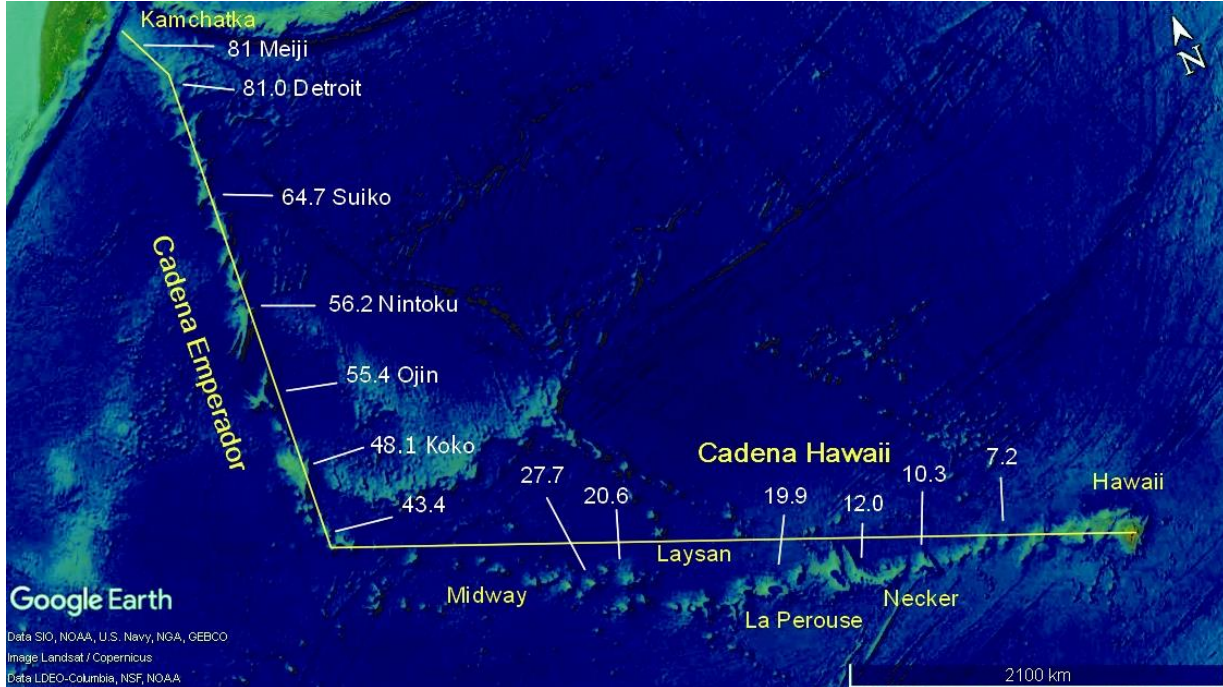 Kamchatka
81 Meiji
81.0 Detroit
N
64.7 Suiko
Cadena Emperador
56.2 Nintoku
55.4 Ojin
48.1 Koko
43.4
Cadena Hawaii
27.7
20.6
19.9
12.0
10.3
7.2
Hawaii
Laysan
Midway
La Perouse
Necker
Google Earth
Data SIO, NOAA, U.S. Navy, NGA, GEBCO
Image Landsat / Copernicus
Data LDEO-Columbia, NSF, NOAA
2100 km